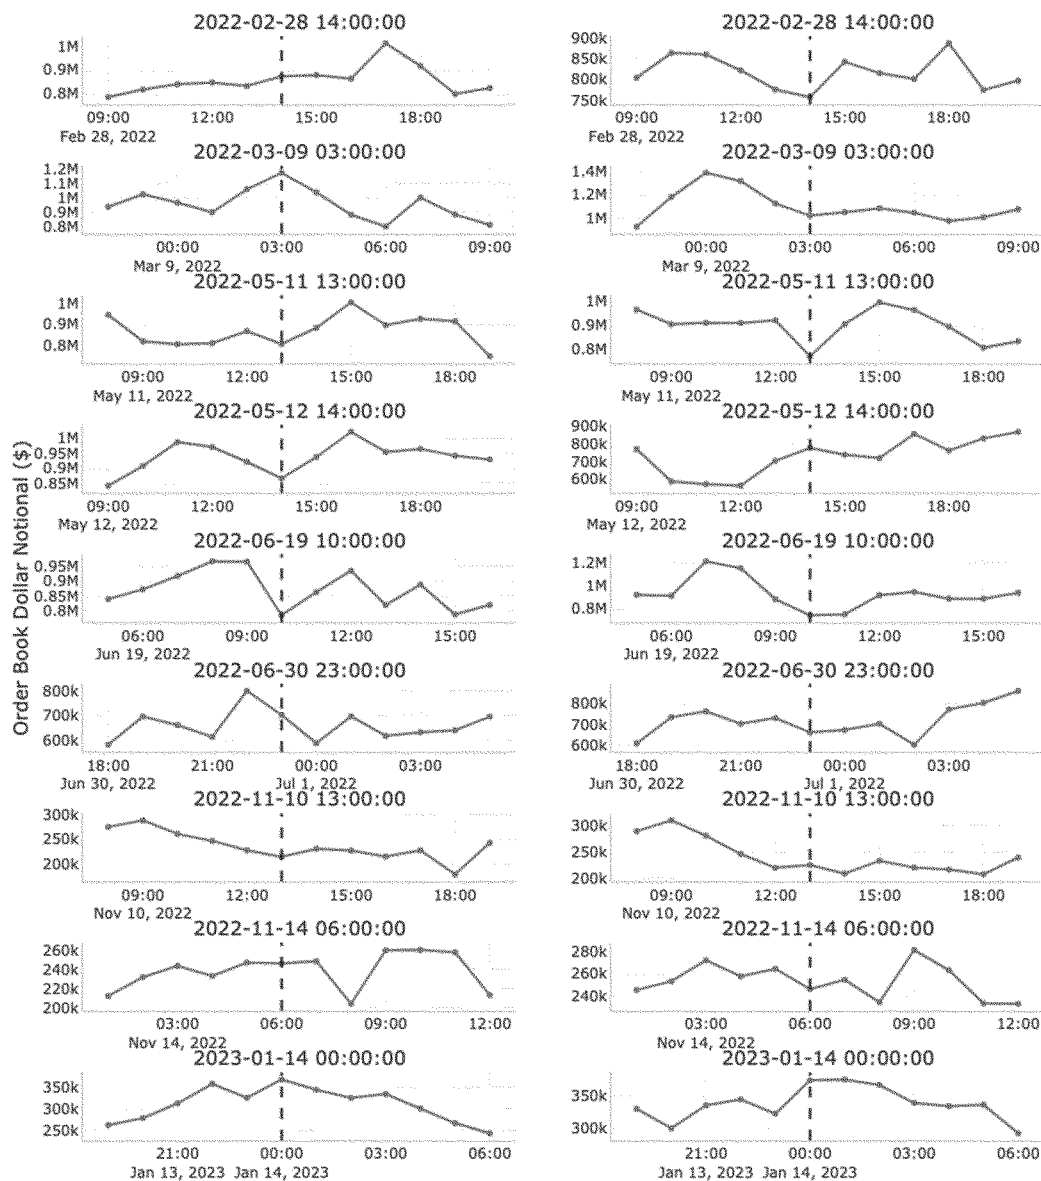 Order Book Dollar Notional ($)
2022-02-28 14:00:00
1M
0.9M
0.8M
09:00 12:00 15:00 18:00
Feb 28, 2022
2022-02-28 14:00:00
900k
850k
800k
750k
09:00 12:00 15:00 18:00
Feb 28, 2022
2022-03-09 03:00:00
1.2M
1.1M
1M
0.9M
0.8M
00:00 03:00 06:00 09:00
Mar 9, 2022
2022-03-09 03:00:00
1.4M
1.2M
1M
00:00 03:00 06:00 09:00
Mar 9, 2022
2022-05-11 13:00:00
1M
0.9M
0.8M
09:00 12:00 15:00 18:00
May 11, 2022
2022-05-11 13:00:00
1M
0.9M
0.8M
09:00 12:00 15:00 18:00
May 11, 2022
2022-05-12 14:00:00
1M
0.95M
0.9M
0.85M
09:00 12:00 15:00 18:00
May 12, 2022
2022-05-12 14:00:00
900k
800k
700k
600k
09:00 12:00 15:00 18:00
May 12, 2022
2022-06-19 10:00:00
0.95M
0.9M
0.85M
0.8M
06:00 09:00 12:00 15:00
Jun 19, 2022
2022-06-19 10:00:00
1.2M
1M
0.8M
06:00 09:00 12:00 15:00
Jun 19, 2022
2022-06-30 23:00:00
800k
700k
600k
18:00 21:00 00:00 03:00
Jun 30, 2022 Jul 1, 2022
2022-06-30 23:00:00
800k
700k
600k
18:00 21:00 00:00 03:00
Jun 30, 2022 Jul 1, 2022
2022-11-10 13:00:00
300k
250k
200k
09:00 12:00 15:00 18:00
Nov 10, 2022
2022-11-10 13:00:00
300k
250k
200k
09:00 12:00 15:00 18:00
Nov 10, 2022
2022-11-14 06:00:00
260k
240k
220k
200k
03:00 06:00 09:00 12:00
Nov 14, 2022
2022-11-14 06:00:00
280k
260k
240k
03:00 06:00 09:00 12:00
Nov 14, 2022
2023-01-14 00:00:00
350k
300k
250k
21:00 00:00 03:00 06:00
Jan 13, 2023 Jan 14, 2023
2023-01-14 00:00:00
350k
300k
21:00 00:00 03:00 06:00
Jan 13, 2023 Jan 14, 2023